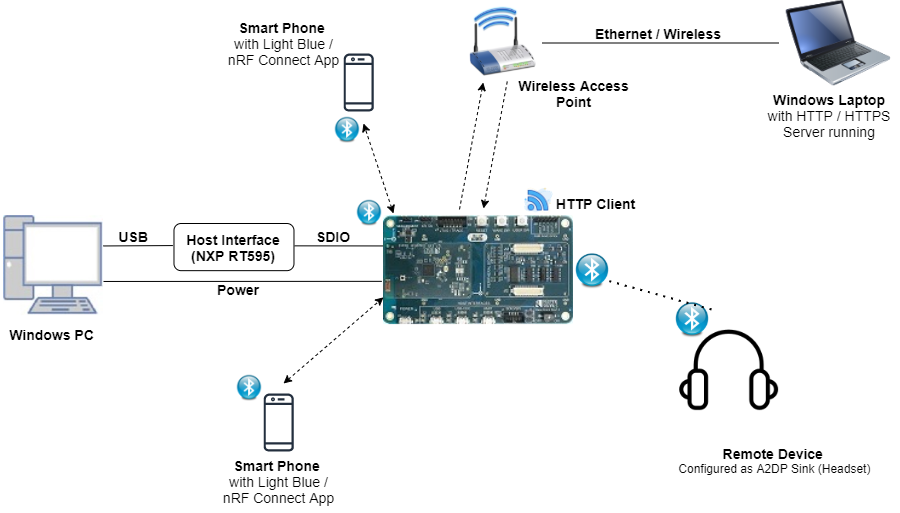 Smart Phone
with Light Blue /
nRF Connect App
Ethernet / Wireless
Wireless Access
Point
Windows Laptop
with HTTP / HTTPS
Server running
HTTP Client
USB
Host Interface
(NXP RT595)
SDIO
Power
Windows PC
Smart Phone
with Light Blue /
nRF Connect App
Remote Device
Configured as A2DP Sink (Headset)